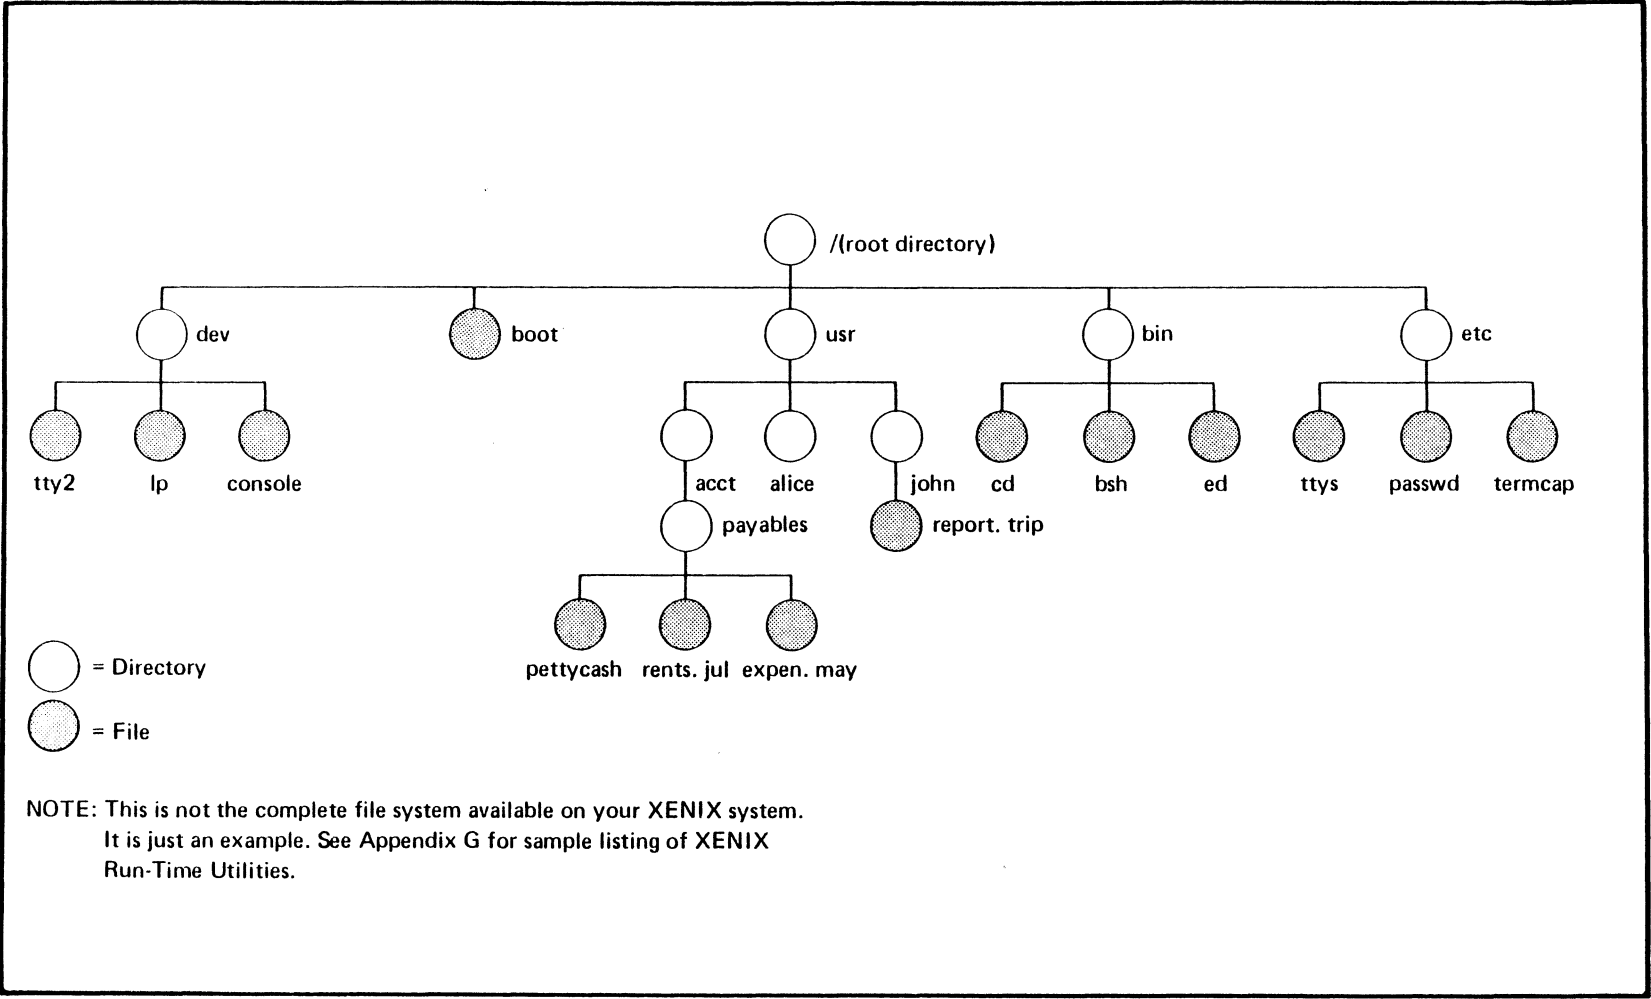 /(root directory)
dev
boot
usr
bin
etc
tty2
lp
console
acct
alice
john
cd
bsh
ed
ttys
passwd
termcap
payables
report. trip
pettycash
rents. jul
expen. may
= Directory
= File
NOTE: This is not the complete file system available on your XENIX system.
It is just an example. See Appendix G for sample listing of XENIX
Run-Time Utilities.